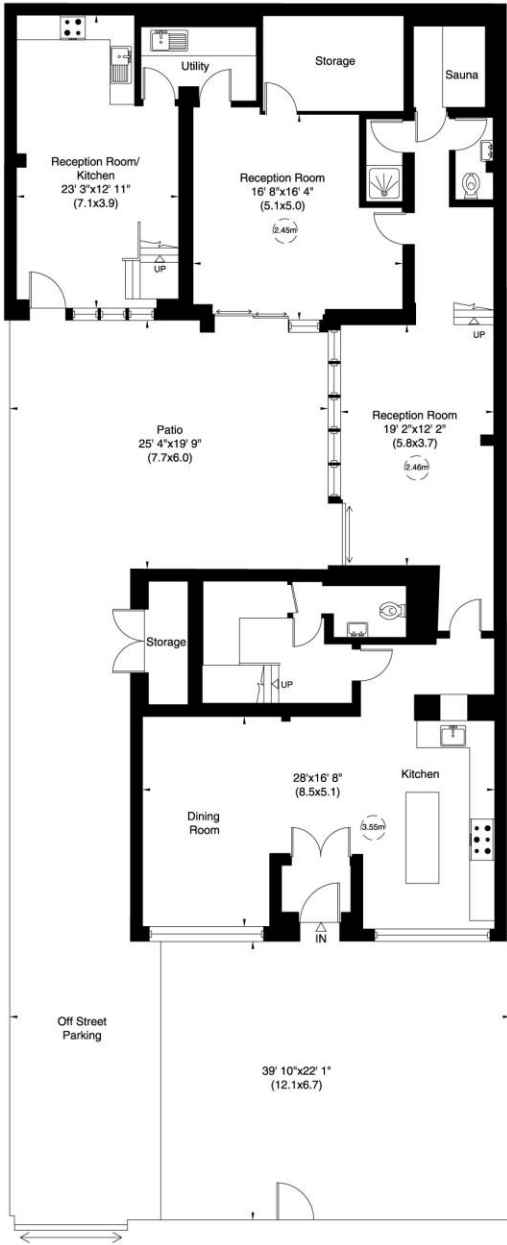 Utility
Storage
Sauna
Reception Room/
Kitchen
23' 3"x12' 11"
(7.1x3.9)
UP
Reception Room
16' 8"x16' 4"
(5.1x5.0)
2.45m
UP
Patio
25' 4"x19' 9"
(7.7x6.0)
Reception Room
19' 2"x12' 2"
(5.8x3.7)
2.46m
Storage
UP
28'x16' 8"
(8.5x5.1)
Kitchen
Dining
Room
3.55m
IN
Off Street
Parking
39' 10"x22' 1"
(12.1x6.7)